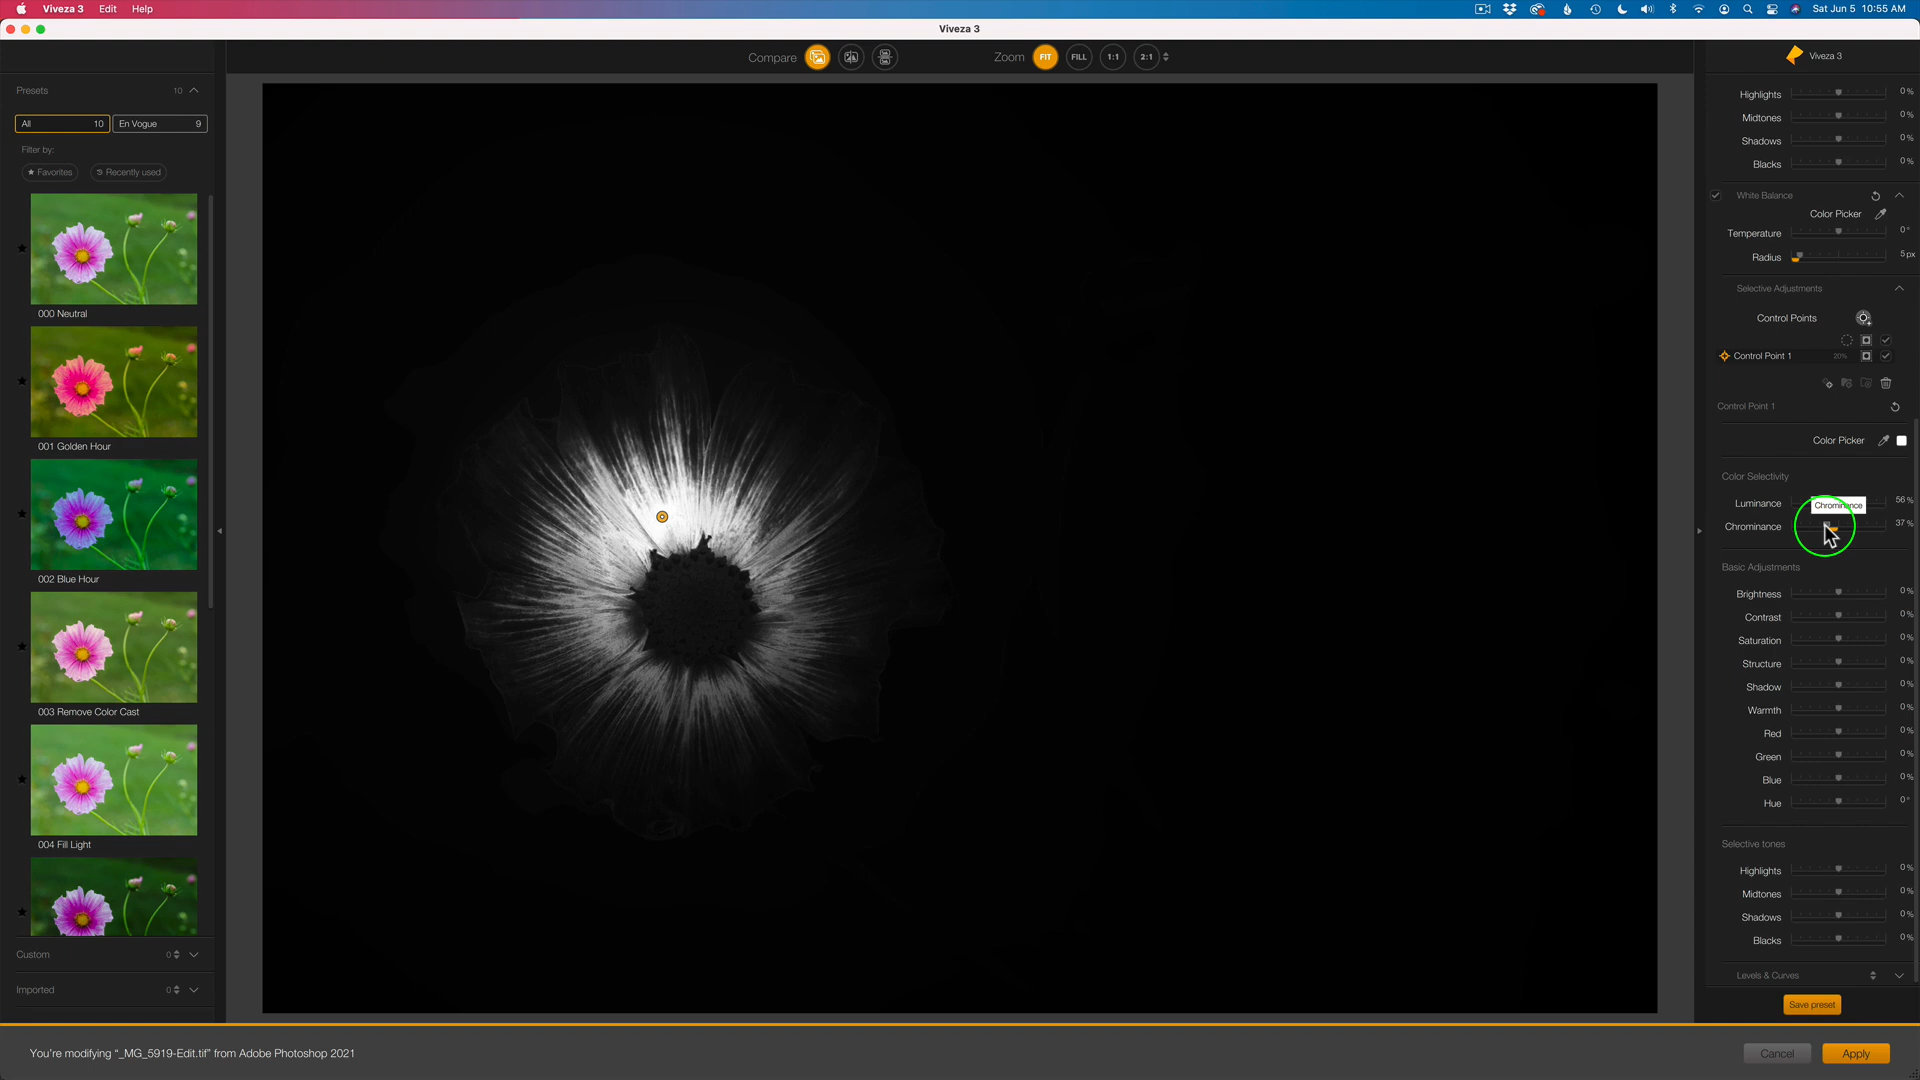 Viveza 3 Edit Help Sat Jun 5 10:55 AM
Viveza 3
Compare Zoom FIT FILL 1:1 2:1
Viveza 3
Presets 10
All 10 En Vogue 9
Filter by:
★ Favorites Recently used
000 Neutral
001 Golden Hour
002 Blue Hour
003 Remove Color Cast
004 Fill Light
Custom 0
Imported 0
Highlights 0 %
Midtones 0 %
Shadows 0 %
Blacks 0 %
White Balance
Color Picker
Temperature 0 °
Radius 5 px
Selective Adjustments
Control Points
Control Point 1 20%
Control Point 1
Color Picker
Color Selectivity
Luminance 56 %
Chrominance
Chrominance 37 %
Basic Adjustments
Brightness 0 %
Contrast 0 %
Saturation 0 %
Structure 0 %
Shadow 0 %
Warmth 0 %
Red 0 %
Green 0 %
Blue 0 %
Hue 0 °
Selective tones
Highlights 0 %
Midtones 0 %
Shadows 0 %
Blacks 0 %
Levels & Curves
Save preset
You're modifying "_MG_5919-Edit.tif" from Adobe Photoshop 2021
Cancel Apply